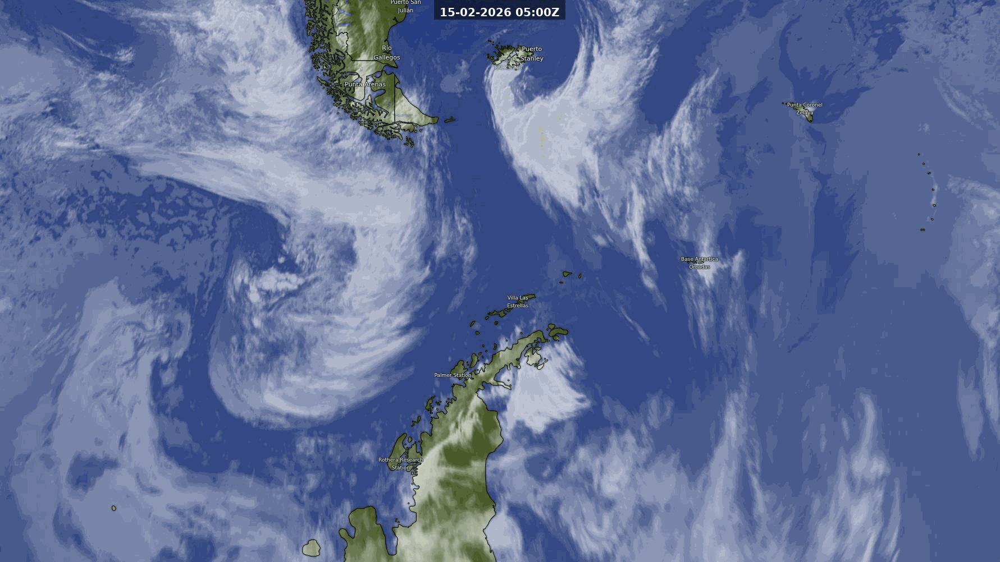 Puerto San
Julián
15-02-2026 05:00Z
Río
Gallegos
Puerto
Stanley
Punta Arenas
Punta Coronel
Zelaya
Base Antartica
Orcadas
Villa Las
Estrellas
Palmer Station
Rothera Research
Station